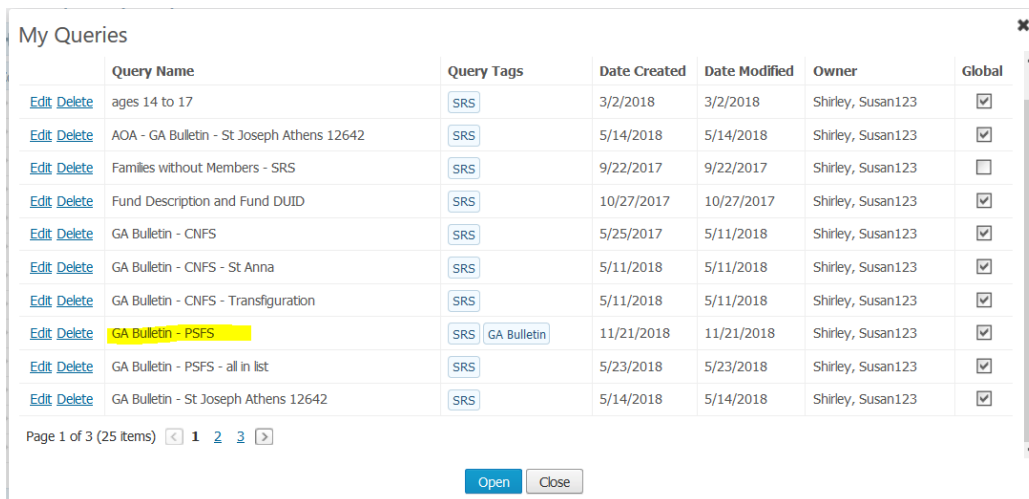 My Queries
Query Name Query Tags Date Created Date Modified Owner Global
Edit Delete ages 14 to 17 SRS 3/2/2018 3/2/2018 Shirley, Susan123
Edit Delete AOA - GA Bulletin - St Joseph Athens 12642 SRS 5/14/2018 5/14/2018 Shirley, Susan123
Edit Delete Families without Members - SRS SRS 9/22/2017 9/22/2017 Shirley, Susan123
Edit Delete Fund Description and Fund DUID SRS 10/27/2017 10/27/2017 Shirley, Susan123
Edit Delete GA Bulletin - CNFS SRS 5/25/2017 5/11/2018 Shirley, Susan123
Edit Delete GA Bulletin - CNFS - St Anna SRS 5/11/2018 5/11/2018 Shirley, Susan123
Edit Delete GA Bulletin - CNFS - Transfiguration SRS 5/11/2018 5/11/2018 Shirley, Susan123
Edit Delete GA Bulletin - PSFS SRS GA Bulletin 11/21/2018 11/21/2018 Shirley, Susan123
Edit Delete GA Bulletin - PSFS - all in list SRS 5/23/2018 5/23/2018 Shirley, Susan123
Edit Delete GA Bulletin - St Joseph Athens 12642 SRS 5/14/2018 5/14/2018 Shirley, Susan123
Page 1 of 3 (25 items) < 1 2 3 >
Open Close